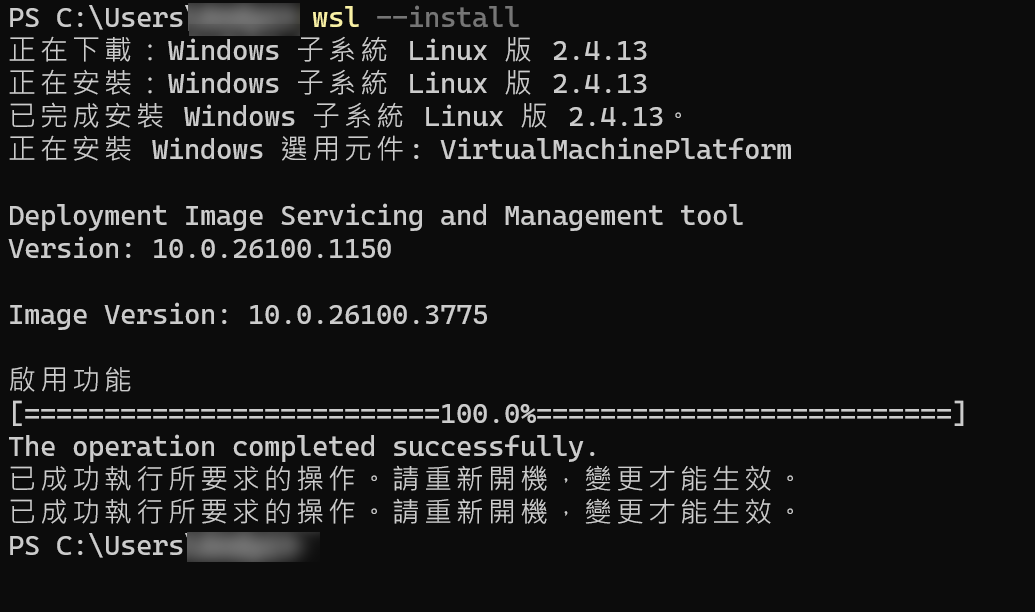 PS C:\Users\ wsl --install
正在下載：Windows 子系統 Linux 版 2.4.13
正在安裝：Windows 子系統 Linux 版 2.4.13
已完成安裝 Windows 子系統 Linux 版 2.4.13。
正在安裝 Windows 選用元件: VirtualMachinePlatform
Deployment Image Servicing and Management tool
Version: 10.0.26100.1150
Image Version: 10.0.26100.3775
啟用功能
[==========================100.0%==========================]
The operation completed successfully.
已成功執行所要求的操作。請重新開機，變更才能生效。
已成功執行所要求的操作。請重新開機，變更才能生效。
PS C:\Users\